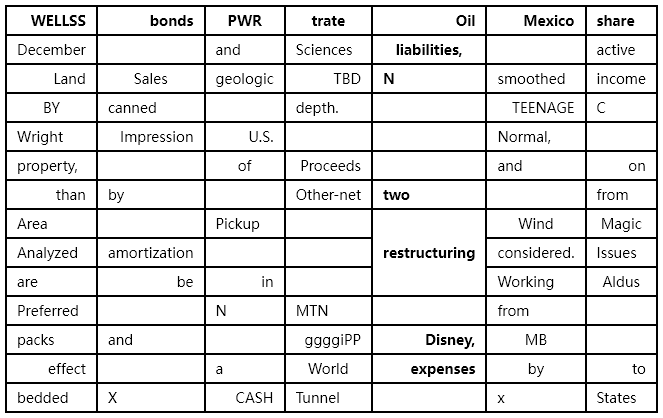 WELLSS bonds PWR trate Oil Mexico share
December and Sciences liabilities, active
Land Sales geologic TBD N smoothed income
BY canned depth. TEENAGE C
Wright Impression U.S. Normal,
property, of Proceeds and on
than by Other-net two from
Area Pickup Wind Magic
Analyzed amortization restructuring considered. Issues
are be in Working Aldus
Preferred N MTN from
packs and ggggiPP Disney, MB
effect a World expenses by to
bedded X CASH Tunnel x States